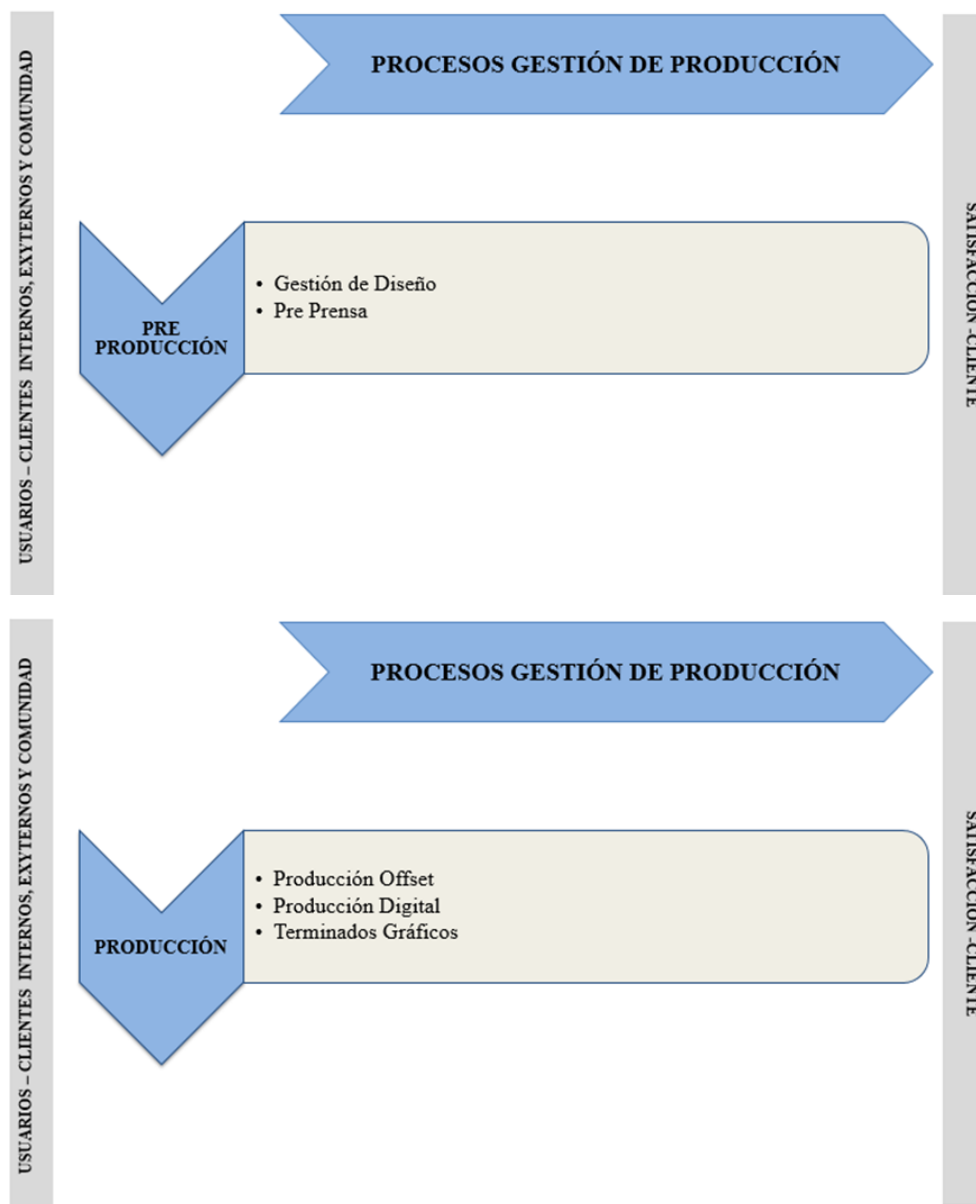 USUARIOS – CLIENTES INTERNOS, EXYTERNOS Y COMUNIDAD
PROCESOS GESTIÓN DE PRODUCCIÓN
PRE
PRODUCCIÓN
• Gestión de Diseño
• Pre Prensa
SATISFACCIÓN -CLIENTE
USUARIOS – CLIENTES INTERNOS, EXYTERNOS Y COMUNIDAD
PROCESOS GESTIÓN DE PRODUCCIÓN
PRODUCCIÓN
• Producción Offset
• Producción Digital
• Terminados Gráficos
SATISFACCIÓN -CLIENTE